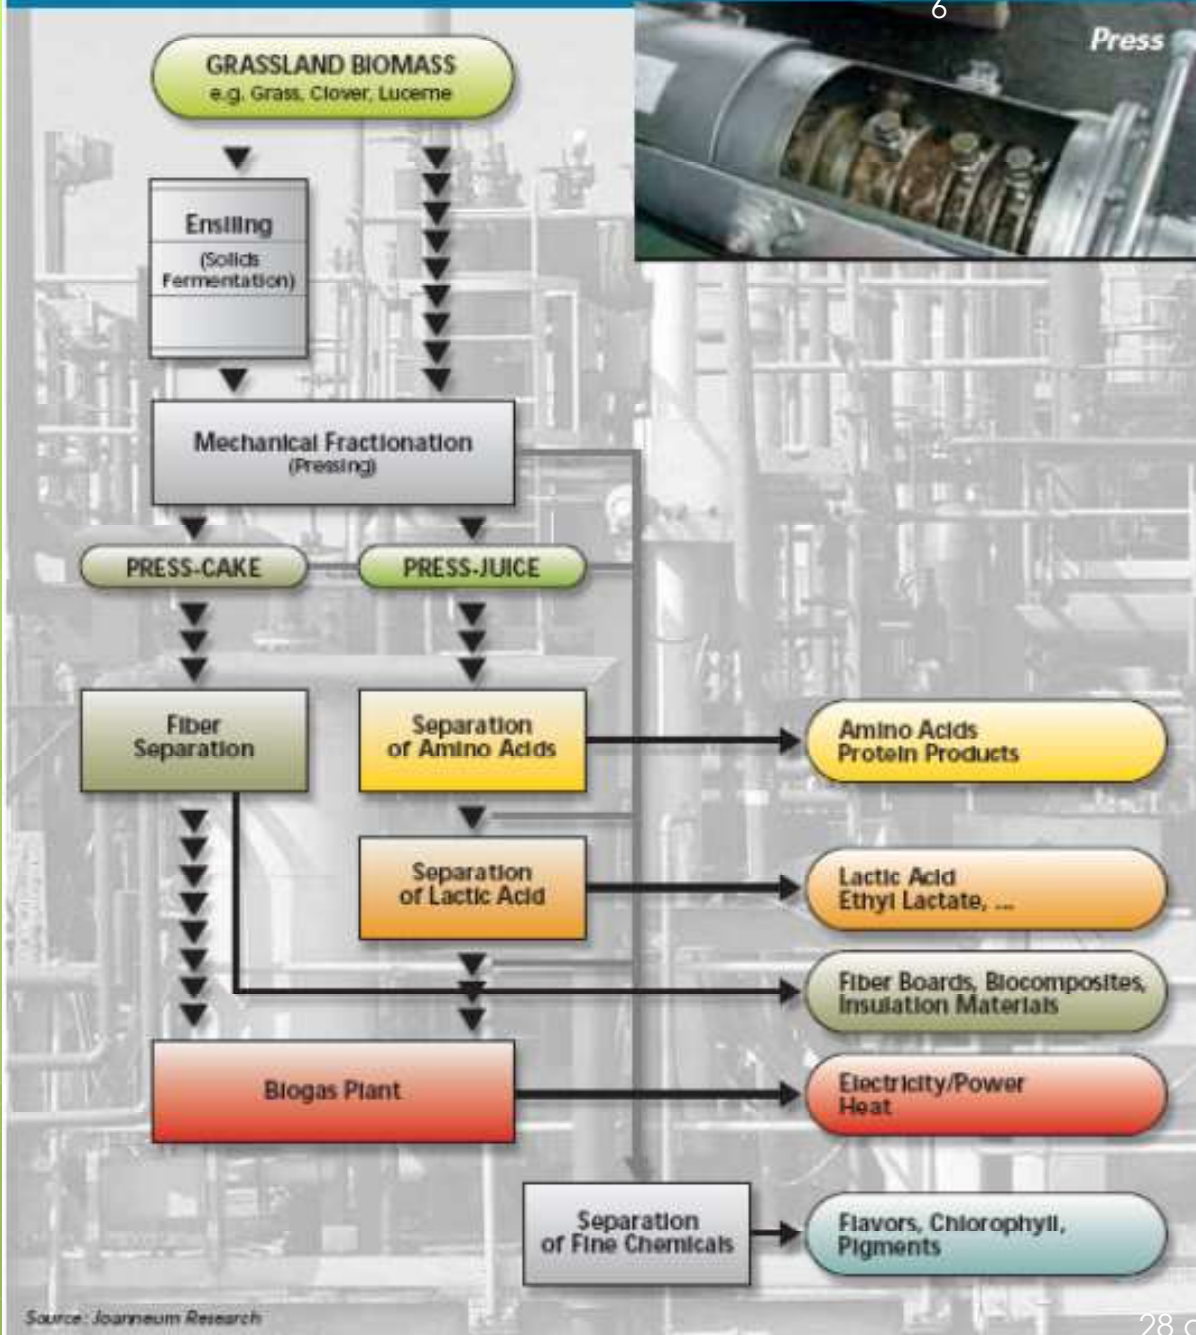 6
Press
GRASSLAND BIOMASS
e.g. Grass, Clover, Lucerne
Ensiling
(Solids
Fermentation)
Mechanical Fractionation
(Pressing)
PRESS-CAKE
PRESS-JUICE
Fiber
Separation
Separation
of Amino Acids
Amino Acids
Protein Products
Separation
of Lactic Acid
Lactic Acid
Ethyl Lactate, ...
Fiber Boards, Biocomposites,
Insulation Materials
Biogas Plant
Electricity/Power
Heat
Separation
of Fine Chemicals
Flavors, Chlorophyll,
Pigments
Source: Joanneum Research
28